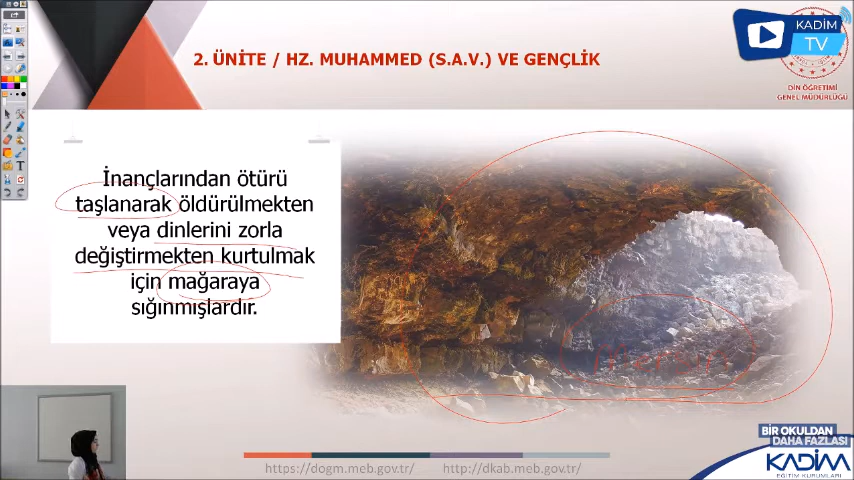 2. ÜNİTE / HZ. MUHAMMED (S.A.V.) VE GENÇLİK
KADİM
TV
DİN ÖĞRETİMİ
GENEL MÜDÜRLÜĞÜ
İnançlarından ötürü
taşlanarak öldürülmekten
veya dinlerini zorla
değiştirmekten kurtulmak
için mağaraya
sığınmışlardır.
Mersin
BİR OKULDAN
DAHA FAZLASI
KADİM
EĞİTİM KURUMLARI
https://dogm.meb.gov.tr/ http://dkab.meb.gov.tr/